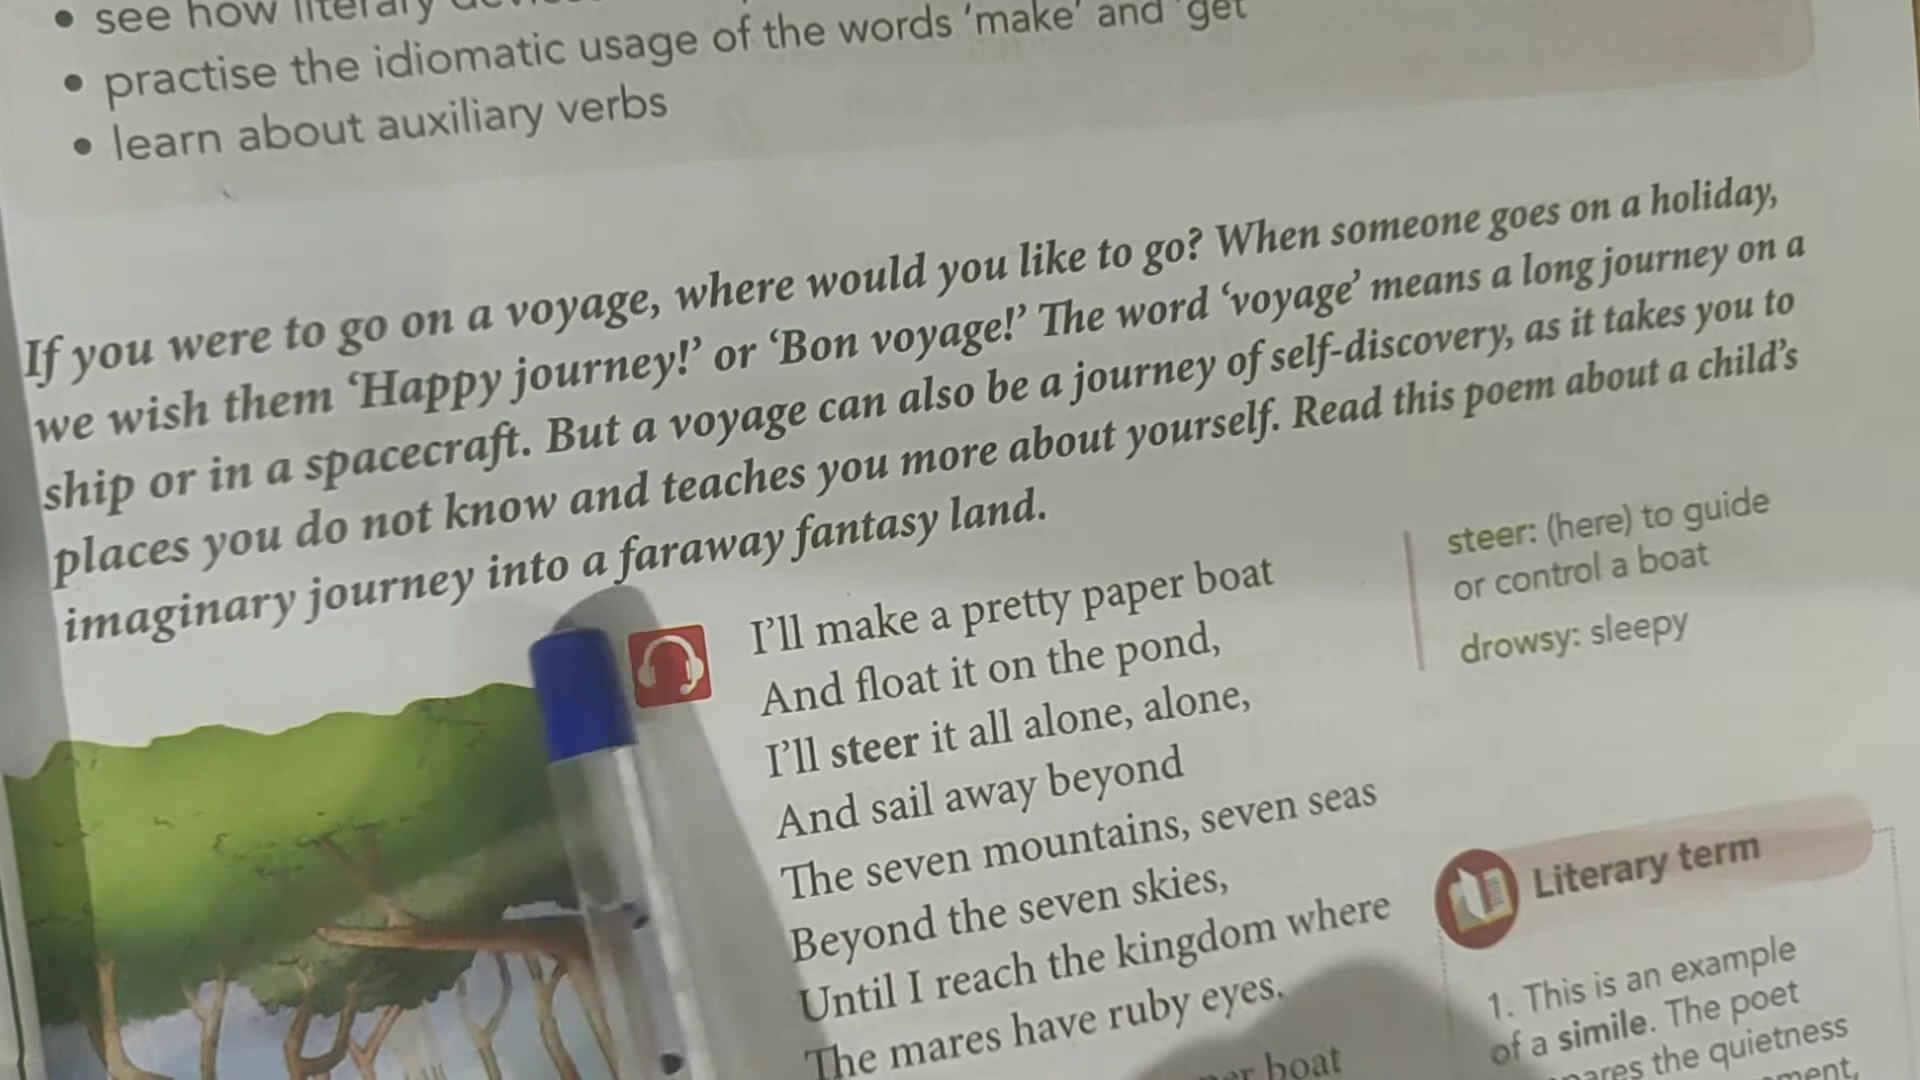 • see how literary
• practise the idiomatic usage of the words 'make' and 'get'
• learn about auxiliary verbs
If you were to go on a voyage, where would you like to go? When someone goes on a holiday,
we wish them ‘Happy journey!’ or ‘Bon voyage!’ The word ‘voyage’ means a long journey on a
ship or in a spacecraft. But a voyage can also be a journey of self-discovery, as it takes you to
places you do not know and teaches you more about yourself. Read this poem about a child’s
imaginary journey into a faraway fantasy land.
I’ll make a pretty paper boat
And float it on the pond,
I’ll steer it all alone, alone,
And sail away beyond
The seven mountains, seven seas
Beyond the seven skies,
Until I reach the kingdom where
The mares have ruby eyes.
boat
steer: (here) to guide
or control a boat
drowsy: sleepy
Literary term
1. This is an example
of a simile. The poet
the quietness